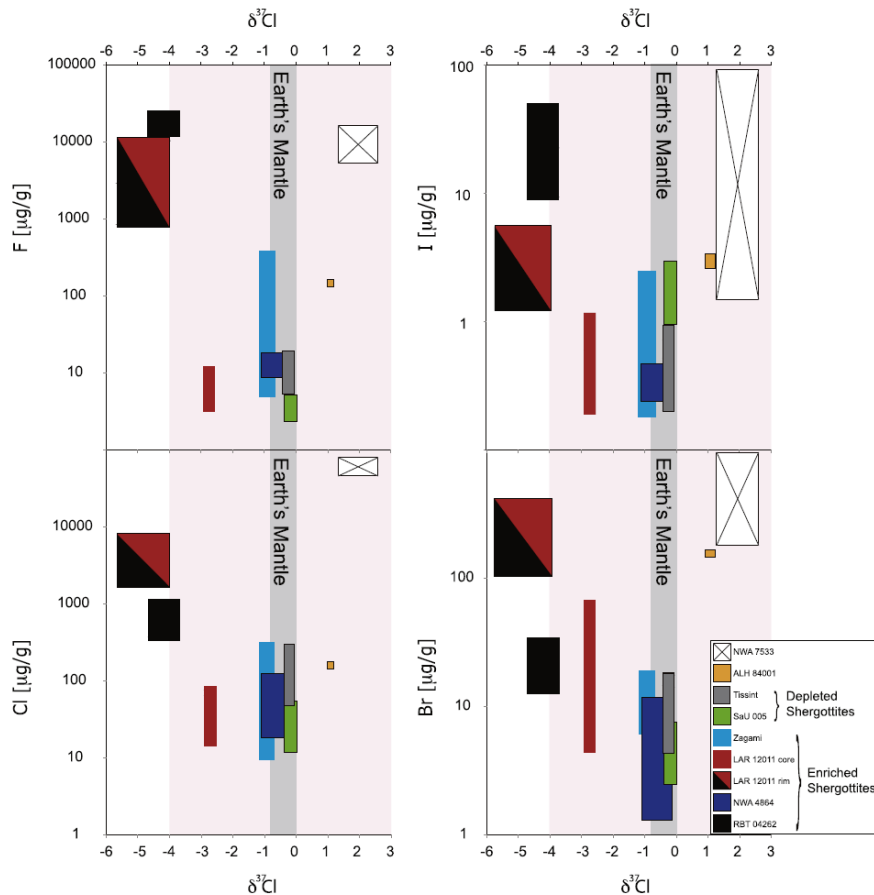 δ³⁷Cl
δ³⁷Cl
-6 -5 -4 -3 -2 -1 0 1 2 3
-6 -5 -4 -3 -2 -1 0 1 2 3
100000
10000
1000
100
10
F [µg/g]
Earth's Mantle
100
10
1
I [µg/g]
Earth's Mantle
10000
1000
100
10
1
Cl [µg/g]
Earth's Mantle
100
10
1
Br [µg/g]
Earth's Mantle
NWA 7533
ALH 84001
Tissint
SaU 005
Depleted
Shergottites
Zagami
LAR 12011 core
LAR 12011 rim
NWA 4864
RBT 04262
Enriched
Shergottites
-6 -5 -4 -3 -2 -1 0 1 2 3
-6 -5 -4 -3 -2 -1 0 1 2 3
δ³⁷Cl
δ³⁷Cl